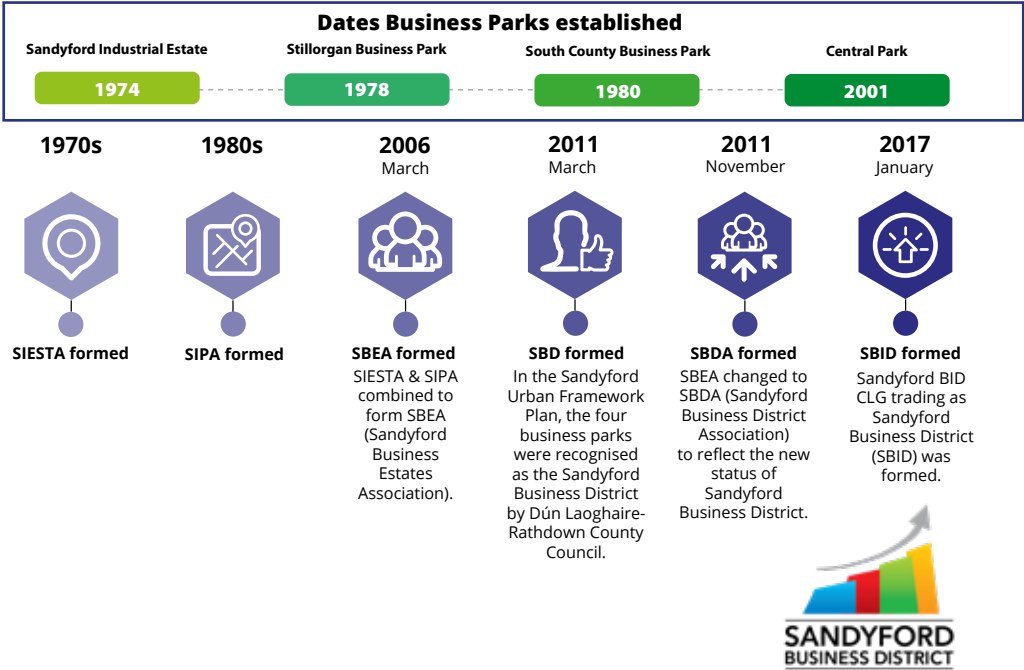 Dates Business Parks established
Sandyford Industrial Estate
1974
Stillorgan Business Park
1978
South County Business Park
1980
Central Park
2001
1970s
SIESTA formed
1980s
SIPA formed
2006
March
SBEA formed
SIESTA & SIPA
combined to
form SBEA
(Sandyford
Business
Estates
Association).
2011
March
SBD formed
In the Sandyford
Urban Framework
Plan, the four
business parks
were recognised
as the Sandyford
Business District
by Dún Laoghaire-
Rathdown County
Council.
2011
November
SBDA formed
SBEA changed to
SBDA (Sandyford
Business District
Association)
to reflect the new
status of
Sandyford
Business District.
2017
January
SBID formed
Sandyford BID
CLG trading as
Sandyford
Business District
(SBID) was
formed.
SANDYFORD
BUSINESS DISTRICT